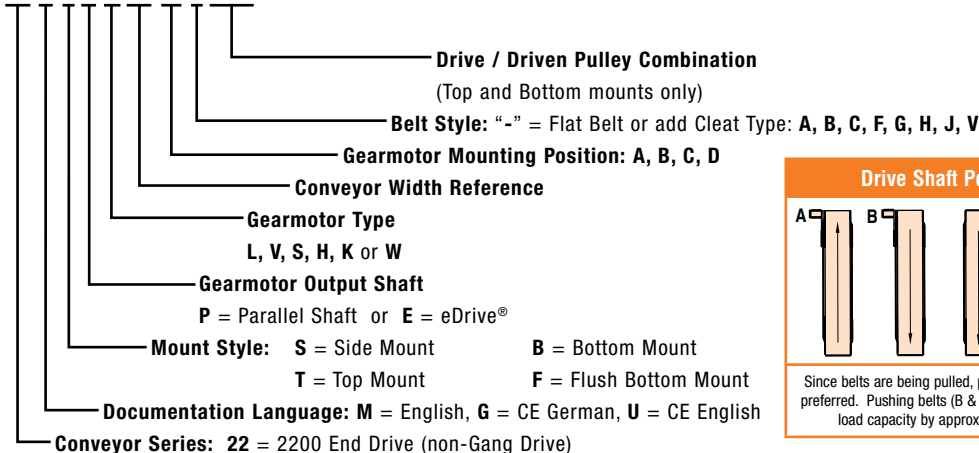 Drive / Driven Pulley Combination
(Top and Bottom mounts only)
Belt Style: “-” = Flat Belt or add Cleat Type: A, B, C, F, G, H, J, V
Gearmotor Mounting Position: A, B, C, D
Conveyor Width Reference
Gearmotor Type
L, V, S, H, K or W
Gearmotor Output Shaft
P = Parallel Shaft or E = eDrive®
Mount Style: S = Side Mount B = Bottom Mount
T = Top Mount F = Flush Bottom Mount
Documentation Language: M = English, G = CE German, U = CE English
Conveyor Series: 22 = 2200 End Drive (non-Gang Drive)
Drive Shaft
A B
Since belts are being pulled,
preferred. Pushing belts (B &
load capacity by